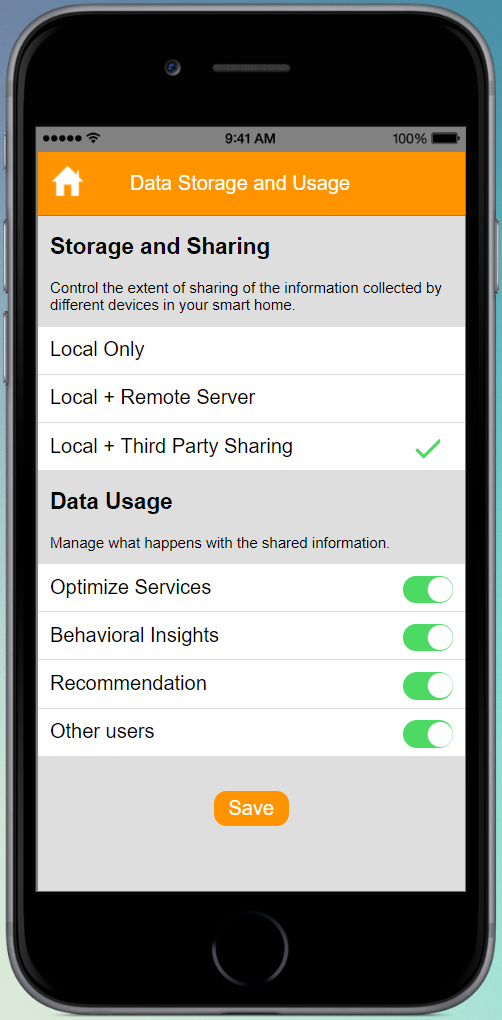 9:41 AM
100%
Data Storage and Usage
Storage and Sharing
Control the extent of sharing of the information collected by
different devices in your smart home.
Local Only
Local + Remote Server
Local + Third Party Sharing
Data Usage
Manage what happens with the shared information.
Optimize Services
Behavioral Insights
Recommendation
Other users
Save